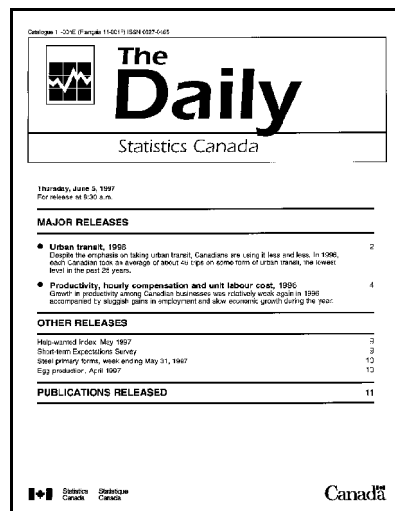 Catalogue 11-001E (Français 11-001F) ISSN 0827-0465
The
Daily
Statistics Canada
Thursday, June 5, 1997
For release at 8:30 a.m.
MAJOR RELEASES
● Urban transit, 1996 2
Despite the emphasis on taking urban transit, Canadians are using it less and less. In 1996,
each Canadian took an average of about 46 trips on some form of urban transit, the lowest
level in the past 25 years.
● Productivity, hourly compensation and unit labour cost, 1996 4
Growth in productivity among Canadian businesses was relatively weak again in 1996
accompanied by sluggish gains in employment and slow economic growth during the year.
OTHER RELEASES
Help-wanted Index, May 1997 9
Short-term Expectations Survey 9
Steel primary forms, week ending May 31, 1997 10
Egg production, April 1997 10
PUBLICATIONS RELEASED 11
Statistics Statistique
Canada Canada
Canada